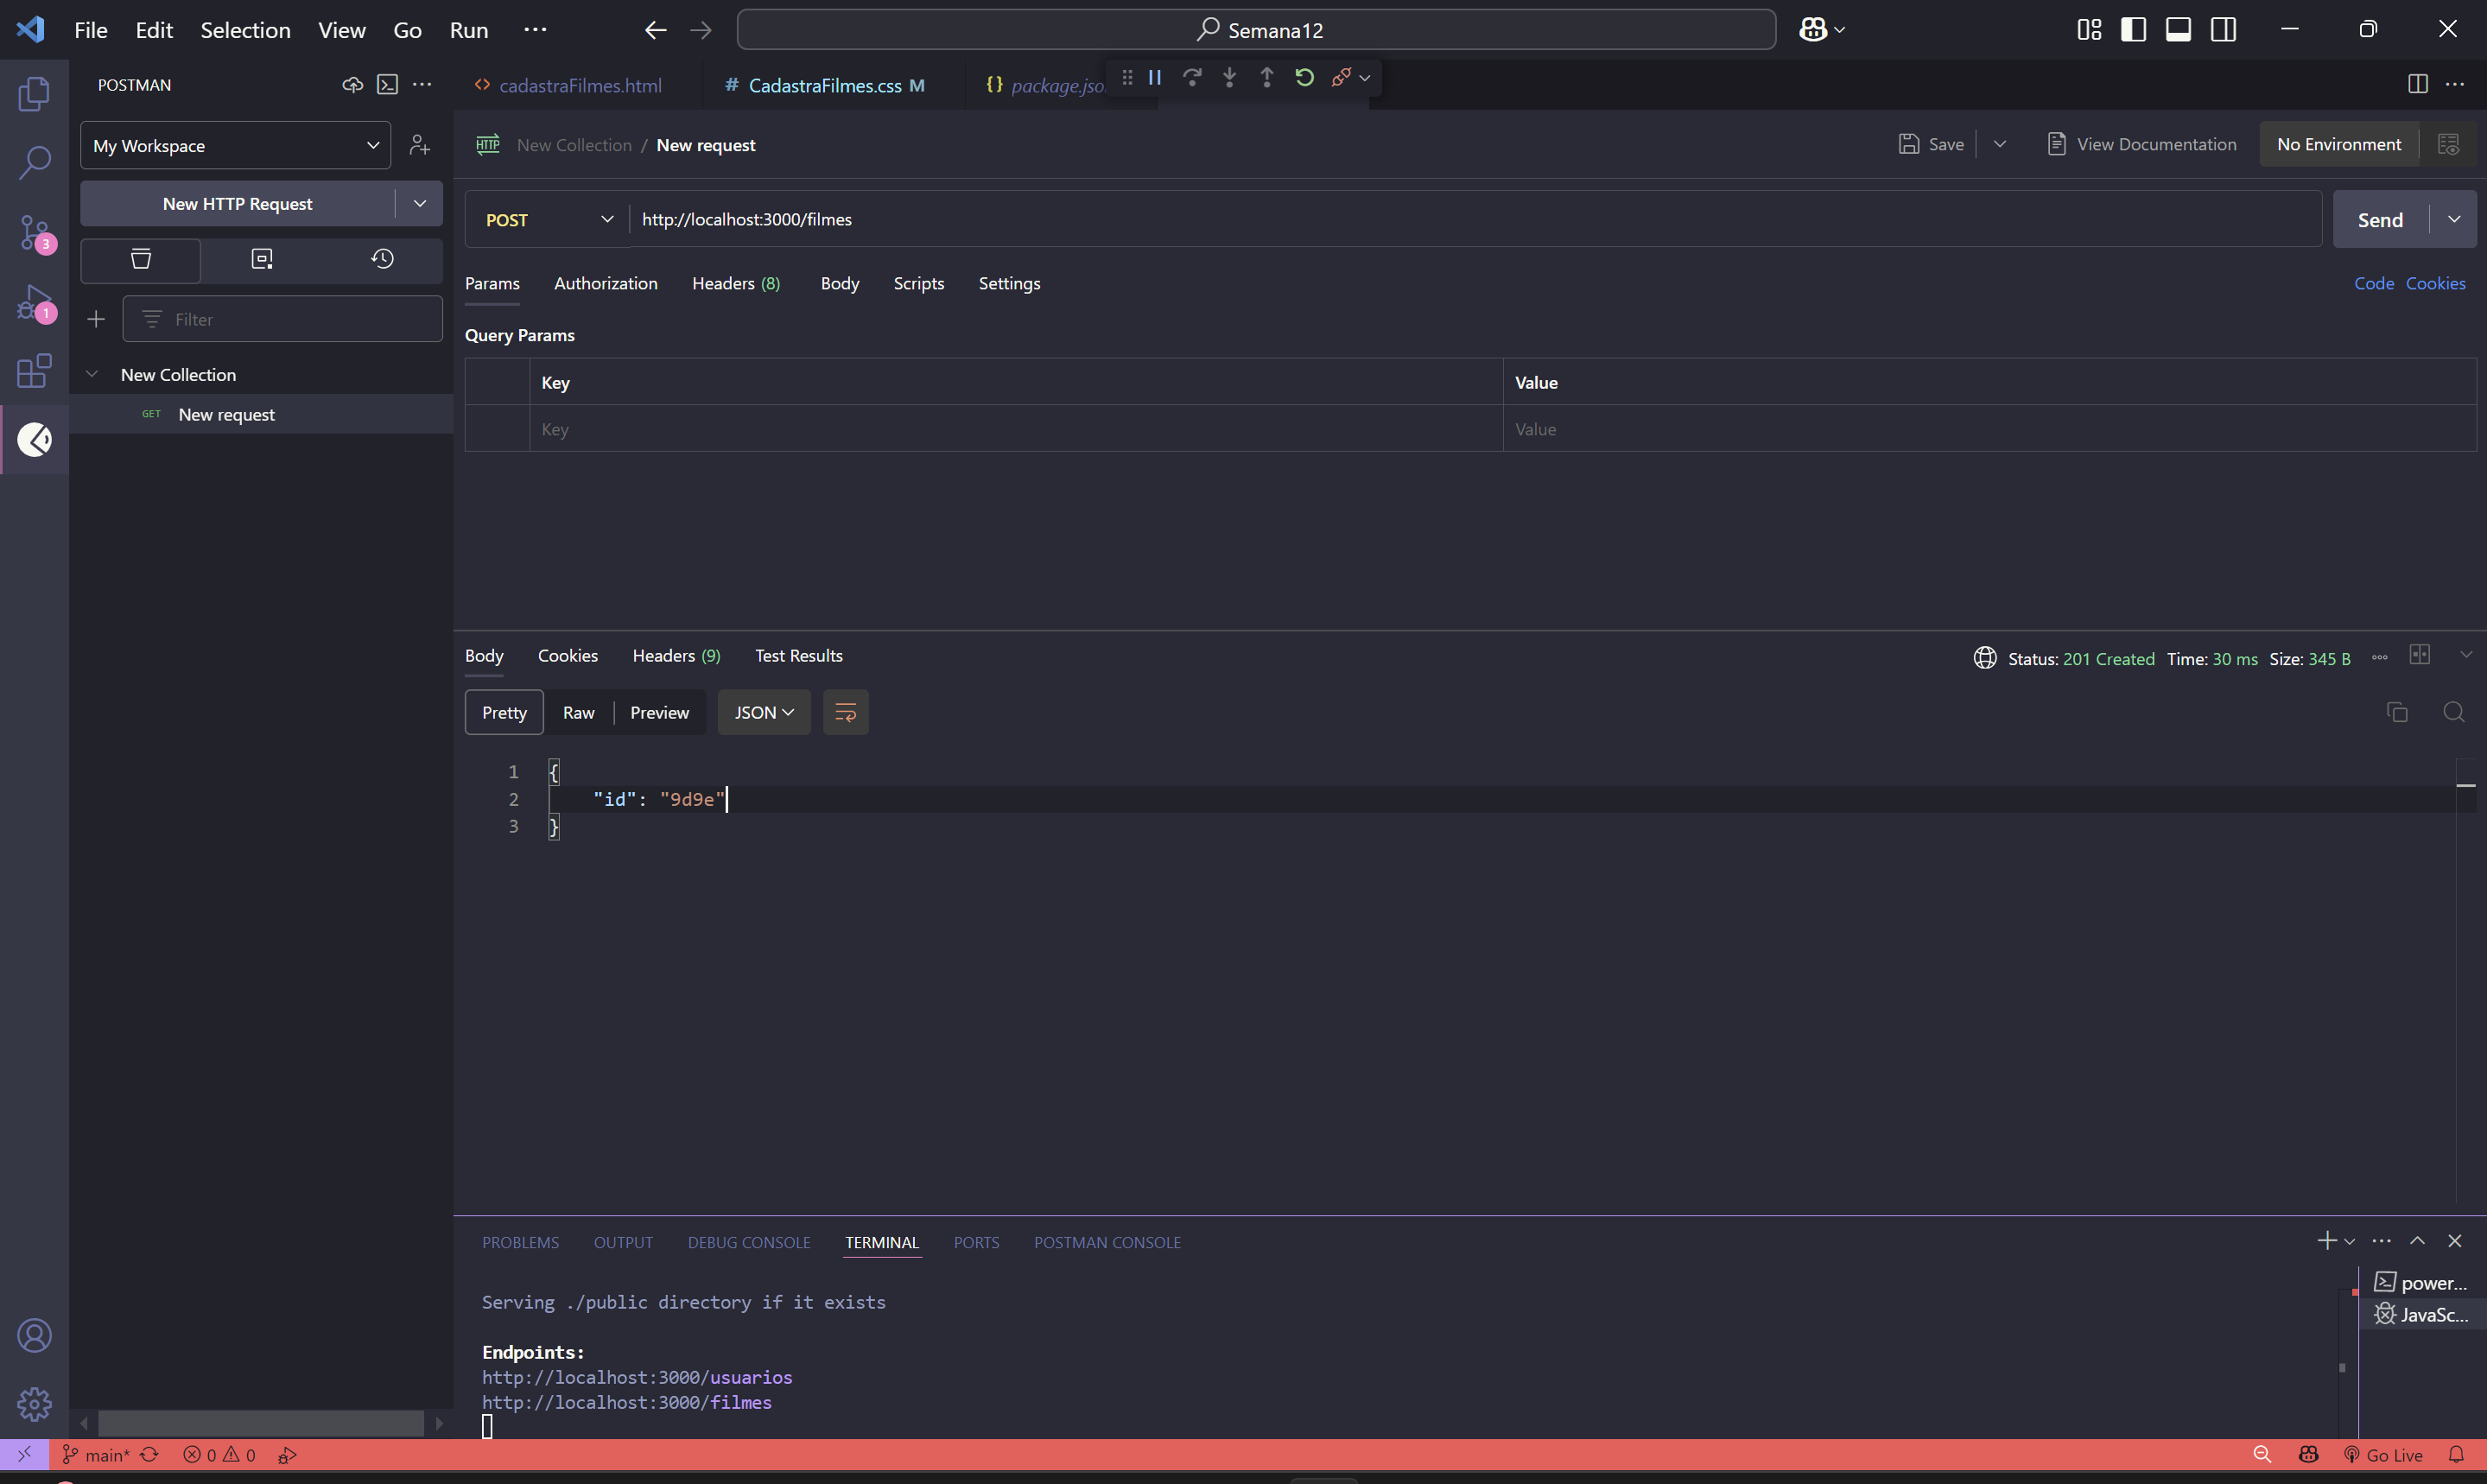 File Edit Selection View Go Run ··· Semana12
POSTMAN
cadastraFilmes.html
# CadastraFilmes.css M
{} package.jso
My Workspace
HTTP New Collection / New request
Save View Documentation No Environment
New HTTP Request
POST http://localhost:3000/filmes Send
3
1
Params Authorization Headers (8) Body Scripts Settings Code Cookies
Filter
Query Params
New Collection
Key Value
GET New request
Key Value
Body Cookies Headers (9) Test Results Status: 201 Created Time: 30 ms Size: 345 B
Pretty Raw Preview JSON
1 {
2 "id": "9d9e"
3 }
PROBLEMS OUTPUT DEBUG CONSOLE TERMINAL PORTS POSTMAN CONSOLE
power...
JavaSc...
Serving ./public directory if it exists
Endpoints:
http://localhost:3000/usuarios
http://localhost:3000/filmes
main* 0 0 Go Live